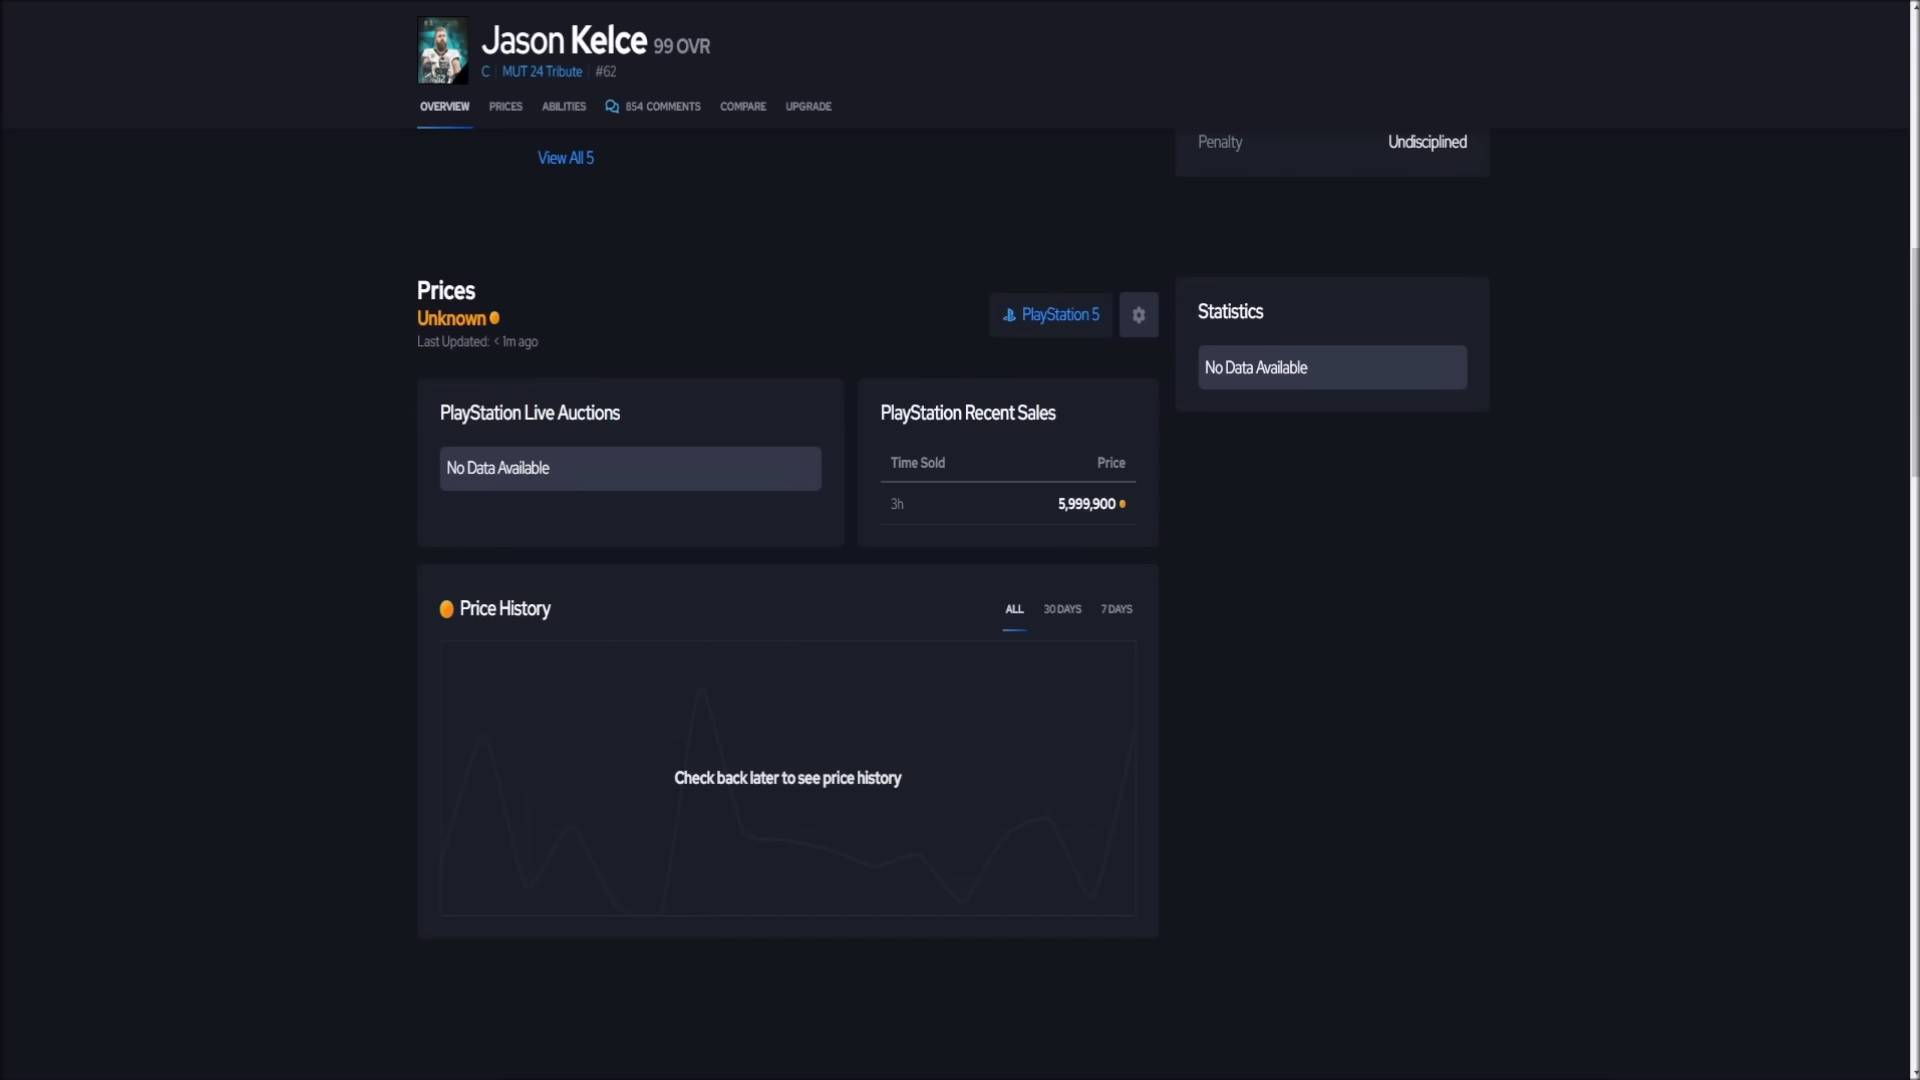 Jason Kelce 99 OVR
C MUT 24 Tribute #62
OVERVIEW PRICES ABILITIES 854 COMMENTS COMPARE UPGRADE
Penalty Undisciplined
View All 5
Prices
Unknown
Last Updated: < 1m ago
PlayStation 5
Statistics
No Data Available
PlayStation Live Auctions
No Data Available
PlayStation Recent Sales
Time Sold Price
3h 5,999,900
Price History
ALL 30 DAYS 7 DAYS
Check back later to see price history